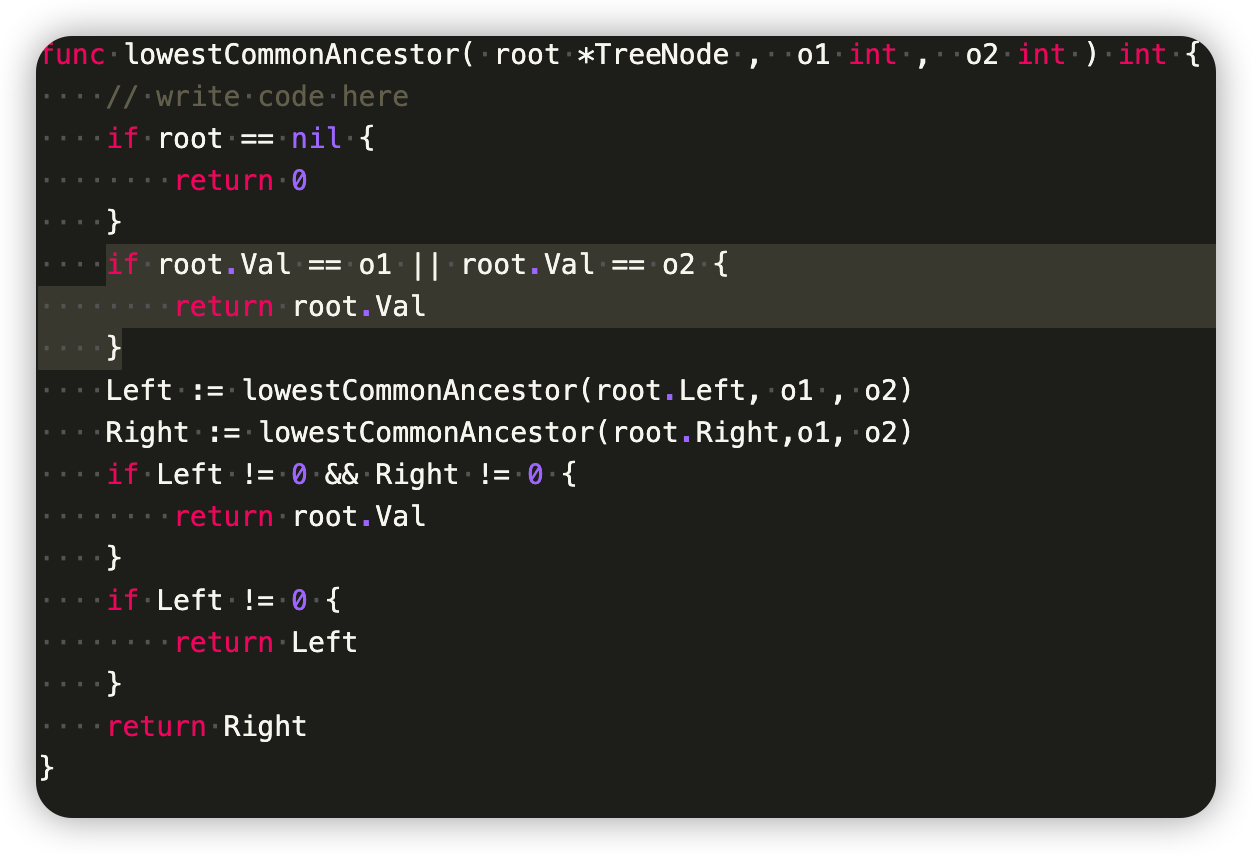 func lowestCommonAncestor( root *TreeNode ,  o1 int ,  o2 int ) int {
    // write code here
    if root == nil {
        return 0
    }
    if root.Val == o1 || root.Val == o2 {
        return root.Val
    }
    Left := lowestCommonAncestor(root.Left, o1 , o2)
    Right := lowestCommonAncestor(root.Right,o1, o2)
    if Left != 0 && Right != 0 {
        return root.Val
    }
    if Left != 0 {
        return Left
    }
    return Right
}